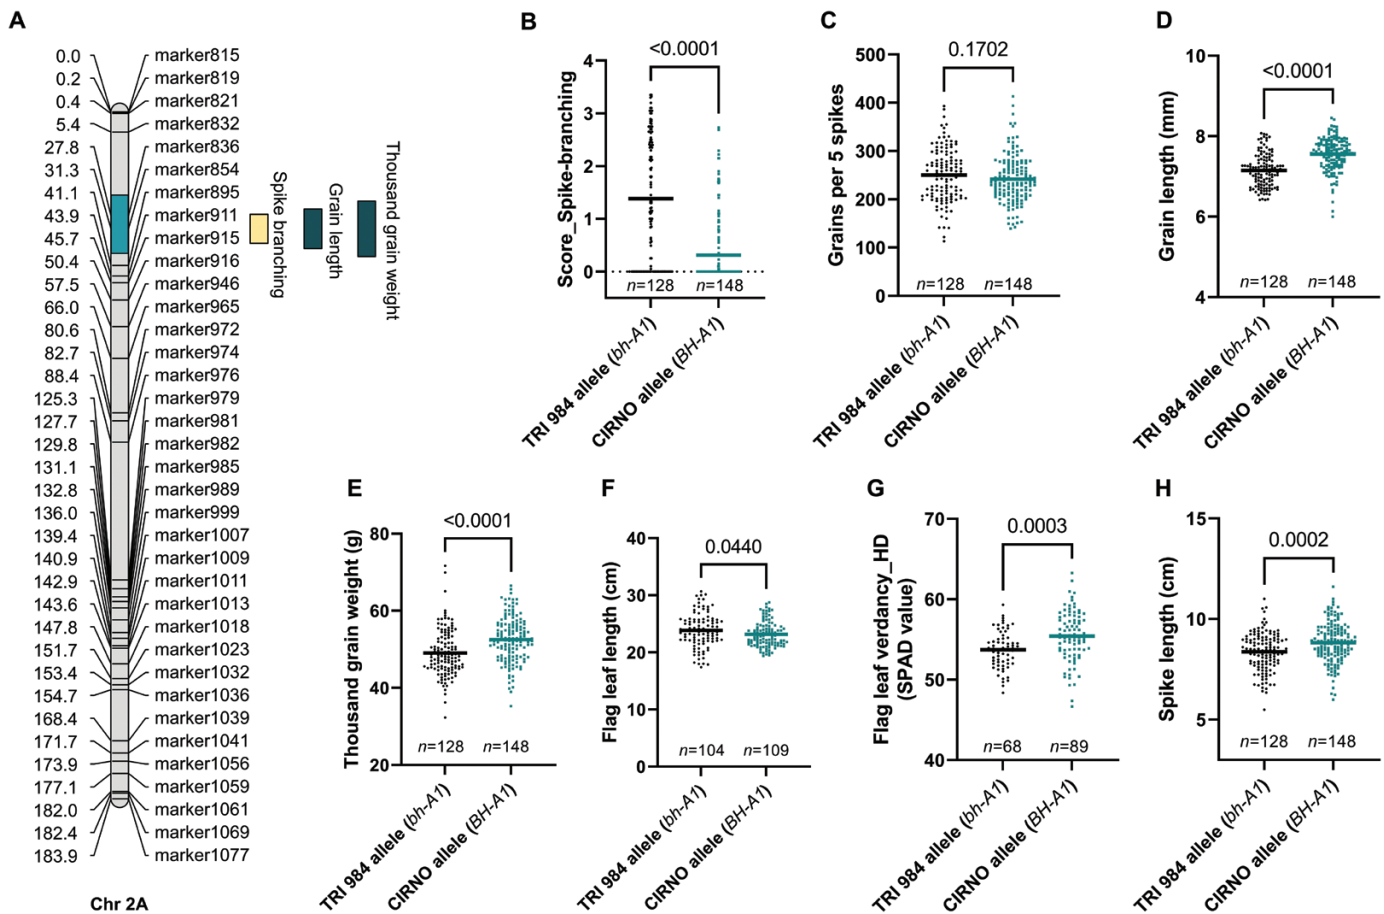 A
0.0 marker815
0.2 marker819
0.4 marker821
5.4 marker832
27.8 marker836
31.3 marker854
41.1 marker895
43.9 marker911
45.7 marker915
50.4 marker916
57.5 marker946
66.0 marker965
80.6 marker972
82.7 marker974
88.4 marker976
125.3 marker979
127.7 marker981
129.8 marker982
131.1 marker985
132.8 marker989
136.0 marker999
139.4 marker1007
140.9 marker1009
142.9 marker1011
143.6 marker1013
147.8 marker1018
151.7 marker1023
153.4 marker1032
154.7 marker1036
168.4 marker1039
171.7 marker1041
173.9 marker1056
177.1 marker1059
182.0 marker1061
182.4 marker1069
183.9 marker1077
Chr 2A
Spike branching
Grain length
Thousand grain weight
B
<0.0001
Score_Spike-branching
4
3
2
1
0
n=128 n=148
TRI 984 allele (bh-A1)
CIRNO allele (BH-A1)
C
0.1702
Grains per 5 spikes
500
400
300
200
100
0
n=128 n=148
TRI 984 allele (bh-A1)
CIRNO allele (BH-A1)
D
<0.0001
Grain length (mm)
10
8
6
4
n=128 n=148
TRI 984 allele (bh-A1)
CIRNO allele (BH-A1)
E
<0.0001
Thousand grain weight (g)
80
60
40
20
n=128 n=148
TRI 984 allele (bh-A1)
CIRNO allele (BH-A1)
F
0.0440
Flag leaf length (cm)
40
30
20
10
0
n=104 n=109
TRI 984 allele (bh-A1)
CIRNO allele (BH-A1)
G
0.0003
Flag leaf verdancy_HD
(SPAD value)
70
60
50
40
n=68 n=89
TRI 984 allele (bh-A1)
CIRNO allele (BH-A1)
H
0.0002
Spike length (cm)
15
10
5
n=128 n=148
TRI 984 allele (bh-A1)
CIRNO allele (BH-A1)